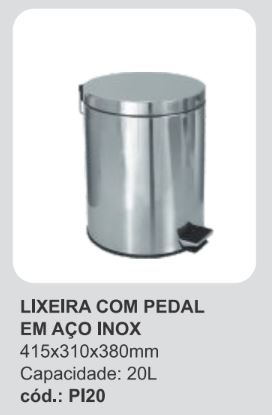 LIXEIRA COM PEDAL
EM AÇO INOX
415x310x380mm
Capacidade: 20L
cód.: PI20